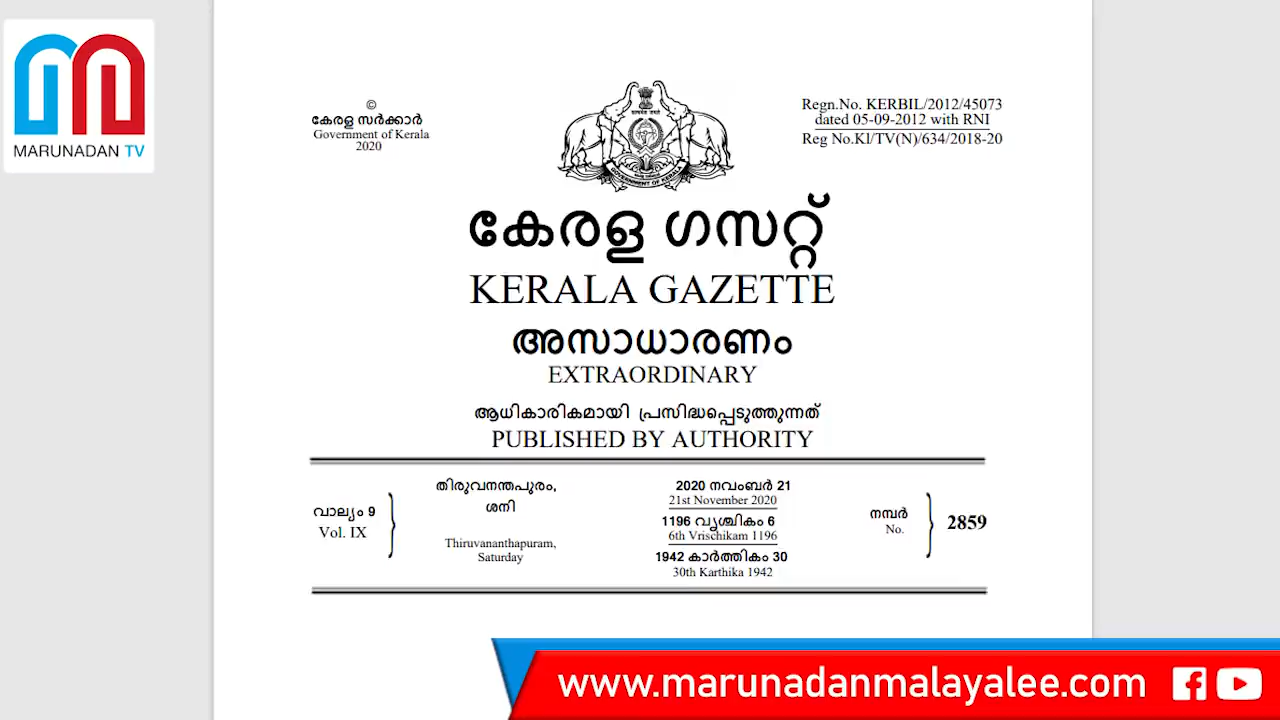 MARUNADAN TV
©
കേരള സർക്കാർ
Government of Kerala
2020
GOVERNMENT OF KERALA
Regn.No. KERBIL/2012/45073
dated 05-09-2012 with RNI
Reg No.Kl/TV(N)/634/2018-20
കേരള ഗസറ്റ്
KERALA GAZETTE
അസാധാരണം
EXTRAORDINARY
ആധികാരികമായി പ്രസിദ്ധപ്പെടുത്തുന്നത്
PUBLISHED BY AUTHORITY
വാല്യം 9
Vol. IX
തിരുവനന്തപുരം,
ശനി
Thiruvananthapuram,
Saturday
2020 നവംബർ 21
21st November 2020
1196 വൃശ്ചികം 6
6th Vrischikam 1196
1942 കാർത്തികം 30
30th Karthika 1942
നമ്പർ
No.
2859
www.marunadanmalayalee.com